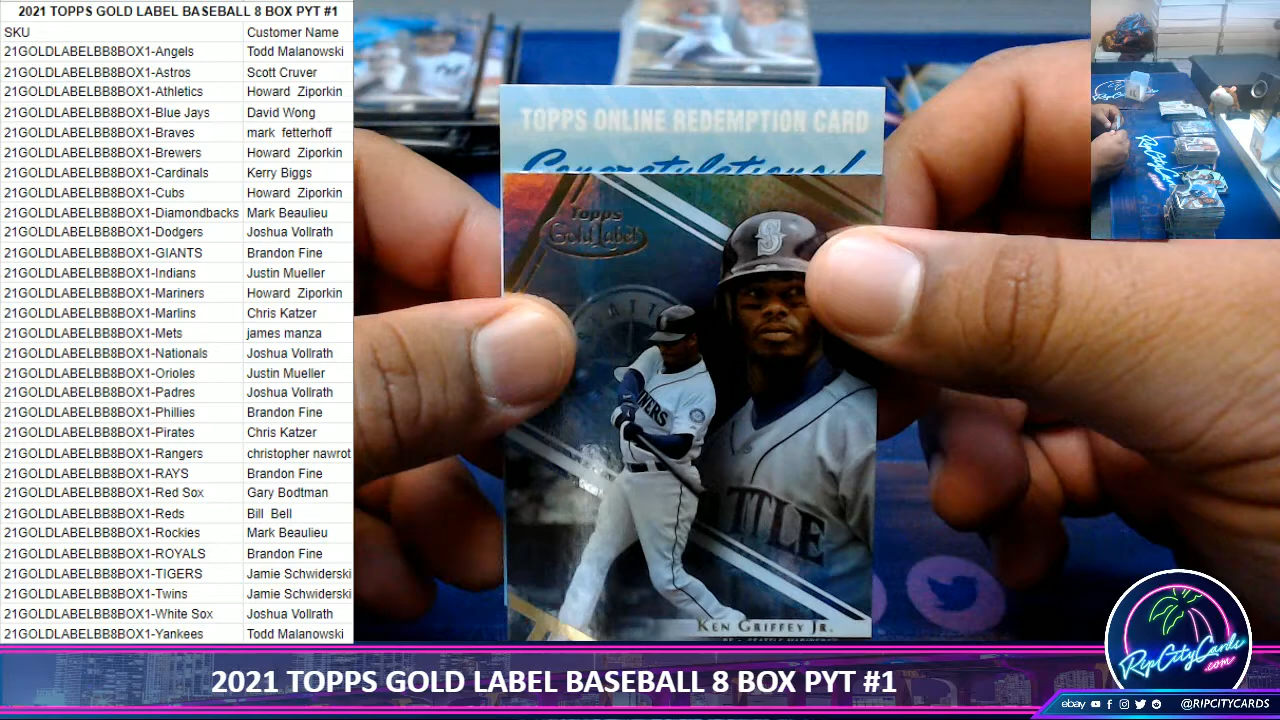 2021 TOPPS GOLD LABEL BASEBALL 8 BOX PYT #1
SKU Customer Name
21GOLDLABELBB8BOX1-Angels Todd Malanowski
21GOLDLABELBB8BOX1-Astros Scott Cruver
21GOLDLABELBB8BOX1-Athletics Howard Ziporkin
21GOLDLABELBB8BOX1-Blue Jays David Wong
21GOLDLABELBB8BOX1-Braves mark fetterhoff
21GOLDLABELBB8BOX1-Brewers Howard Ziporkin
21GOLDLABELBB8BOX1-Cardinals Kerry Biggs
21GOLDLABELBB8BOX1-Cubs Howard Ziporkin
21GOLDLABELBB8BOX1-Diamondbacks Mark Beaulieu
21GOLDLABELBB8BOX1-Dodgers Joshua Vollrath
21GOLDLABELBB8BOX1-GIANTS Brandon Fine
21GOLDLABELBB8BOX1-Indians Justin Mueller
21GOLDLABELBB8BOX1-Mariners Howard Ziporkin
21GOLDLABELBB8BOX1-Marlins Chris Katzer
21GOLDLABELBB8BOX1-Mets james manza
21GOLDLABELBB8BOX1-Nationals Joshua Vollrath
21GOLDLABELBB8BOX1-Orioles Justin Mueller
21GOLDLABELBB8BOX1-Padres Joshua Vollrath
21GOLDLABELBB8BOX1-Phillies Brandon Fine
21GOLDLABELBB8BOX1-Pirates Chris Katzer
21GOLDLABELBB8BOX1-Rangers christopher nawrot
21GOLDLABELBB8BOX1-RAYS Brandon Fine
21GOLDLABELBB8BOX1-Red Sox Gary Bodtman
21GOLDLABELBB8BOX1-Reds Bill Bell
21GOLDLABELBB8BOX1-Rockies Mark Beaulieu
21GOLDLABELBB8BOX1-ROYALS Brandon Fine
21GOLDLABELBB8BOX1-TIGERS Jamie Schwiderski
21GOLDLABELBB8BOX1-Twins Jamie Schwiderski
21GOLDLABELBB8BOX1-White Sox Joshua Vollrath
21GOLDLABELBB8BOX1-Yankees Todd Malanowski
TOPPS ONLINE REDEMPTION CARD
Congratulations!
Topps
Gold Label
S
NERS
TTLE
KEN GRIFFEY JR.
RipCityCards
.com
2021 TOPPS GOLD LABEL BASEBALL 8 BOX PYT #1
ebay @RIPCITYCARDS